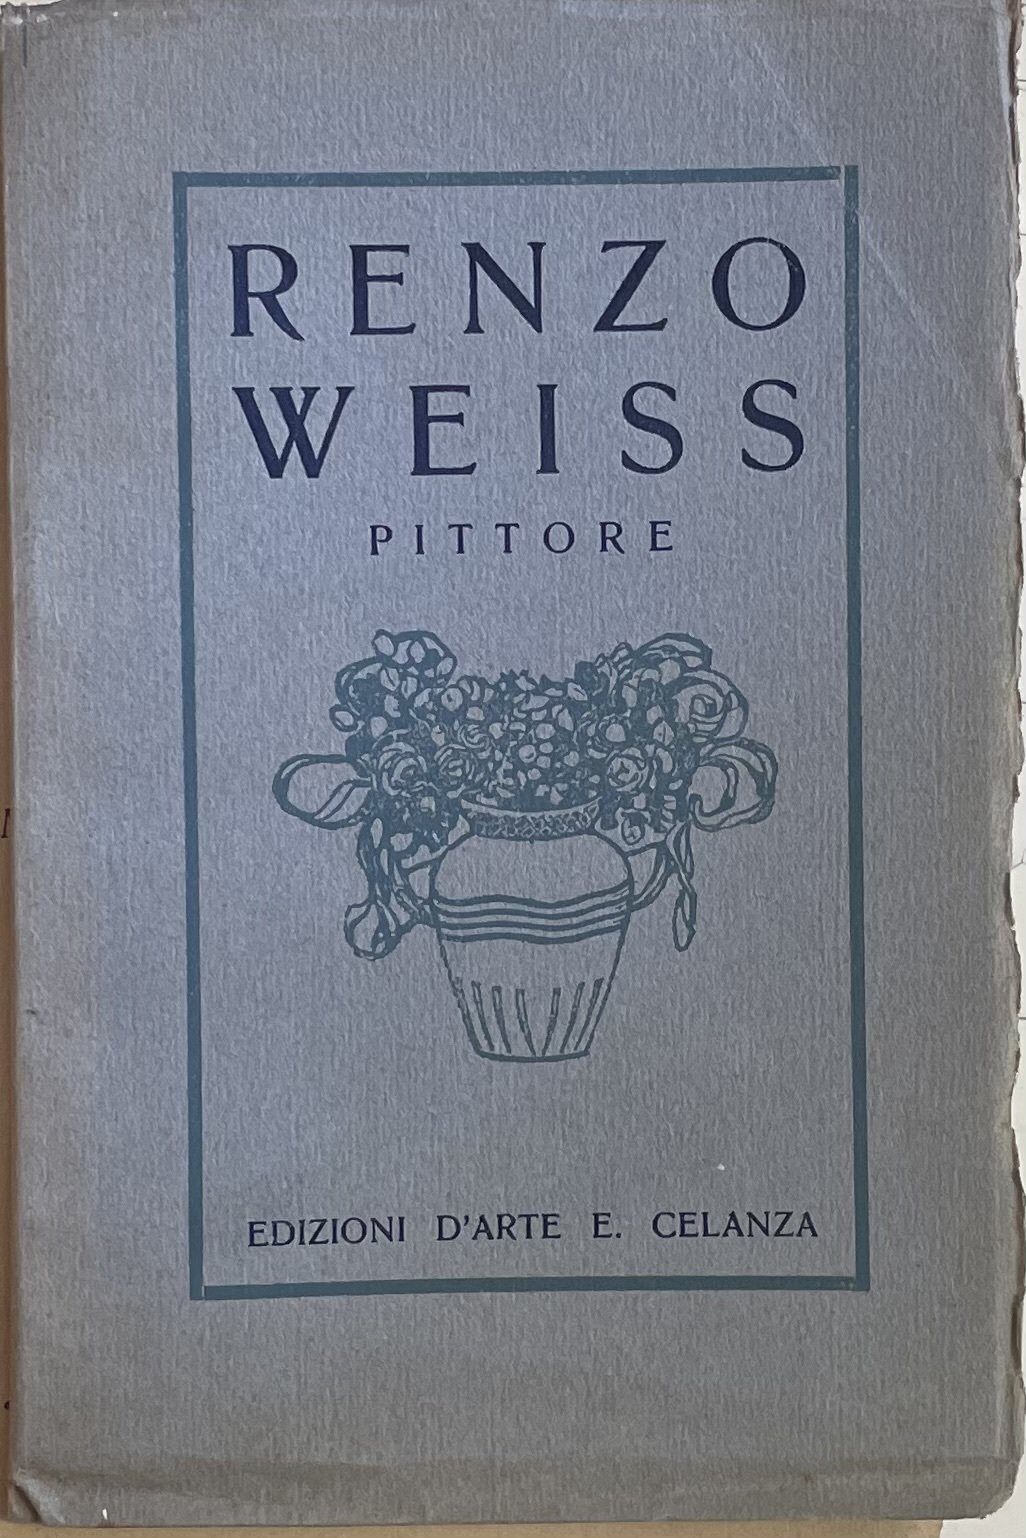 RENZO
WEISS
PITTORE
EDIZIONI D'ARTE E. CELANZA